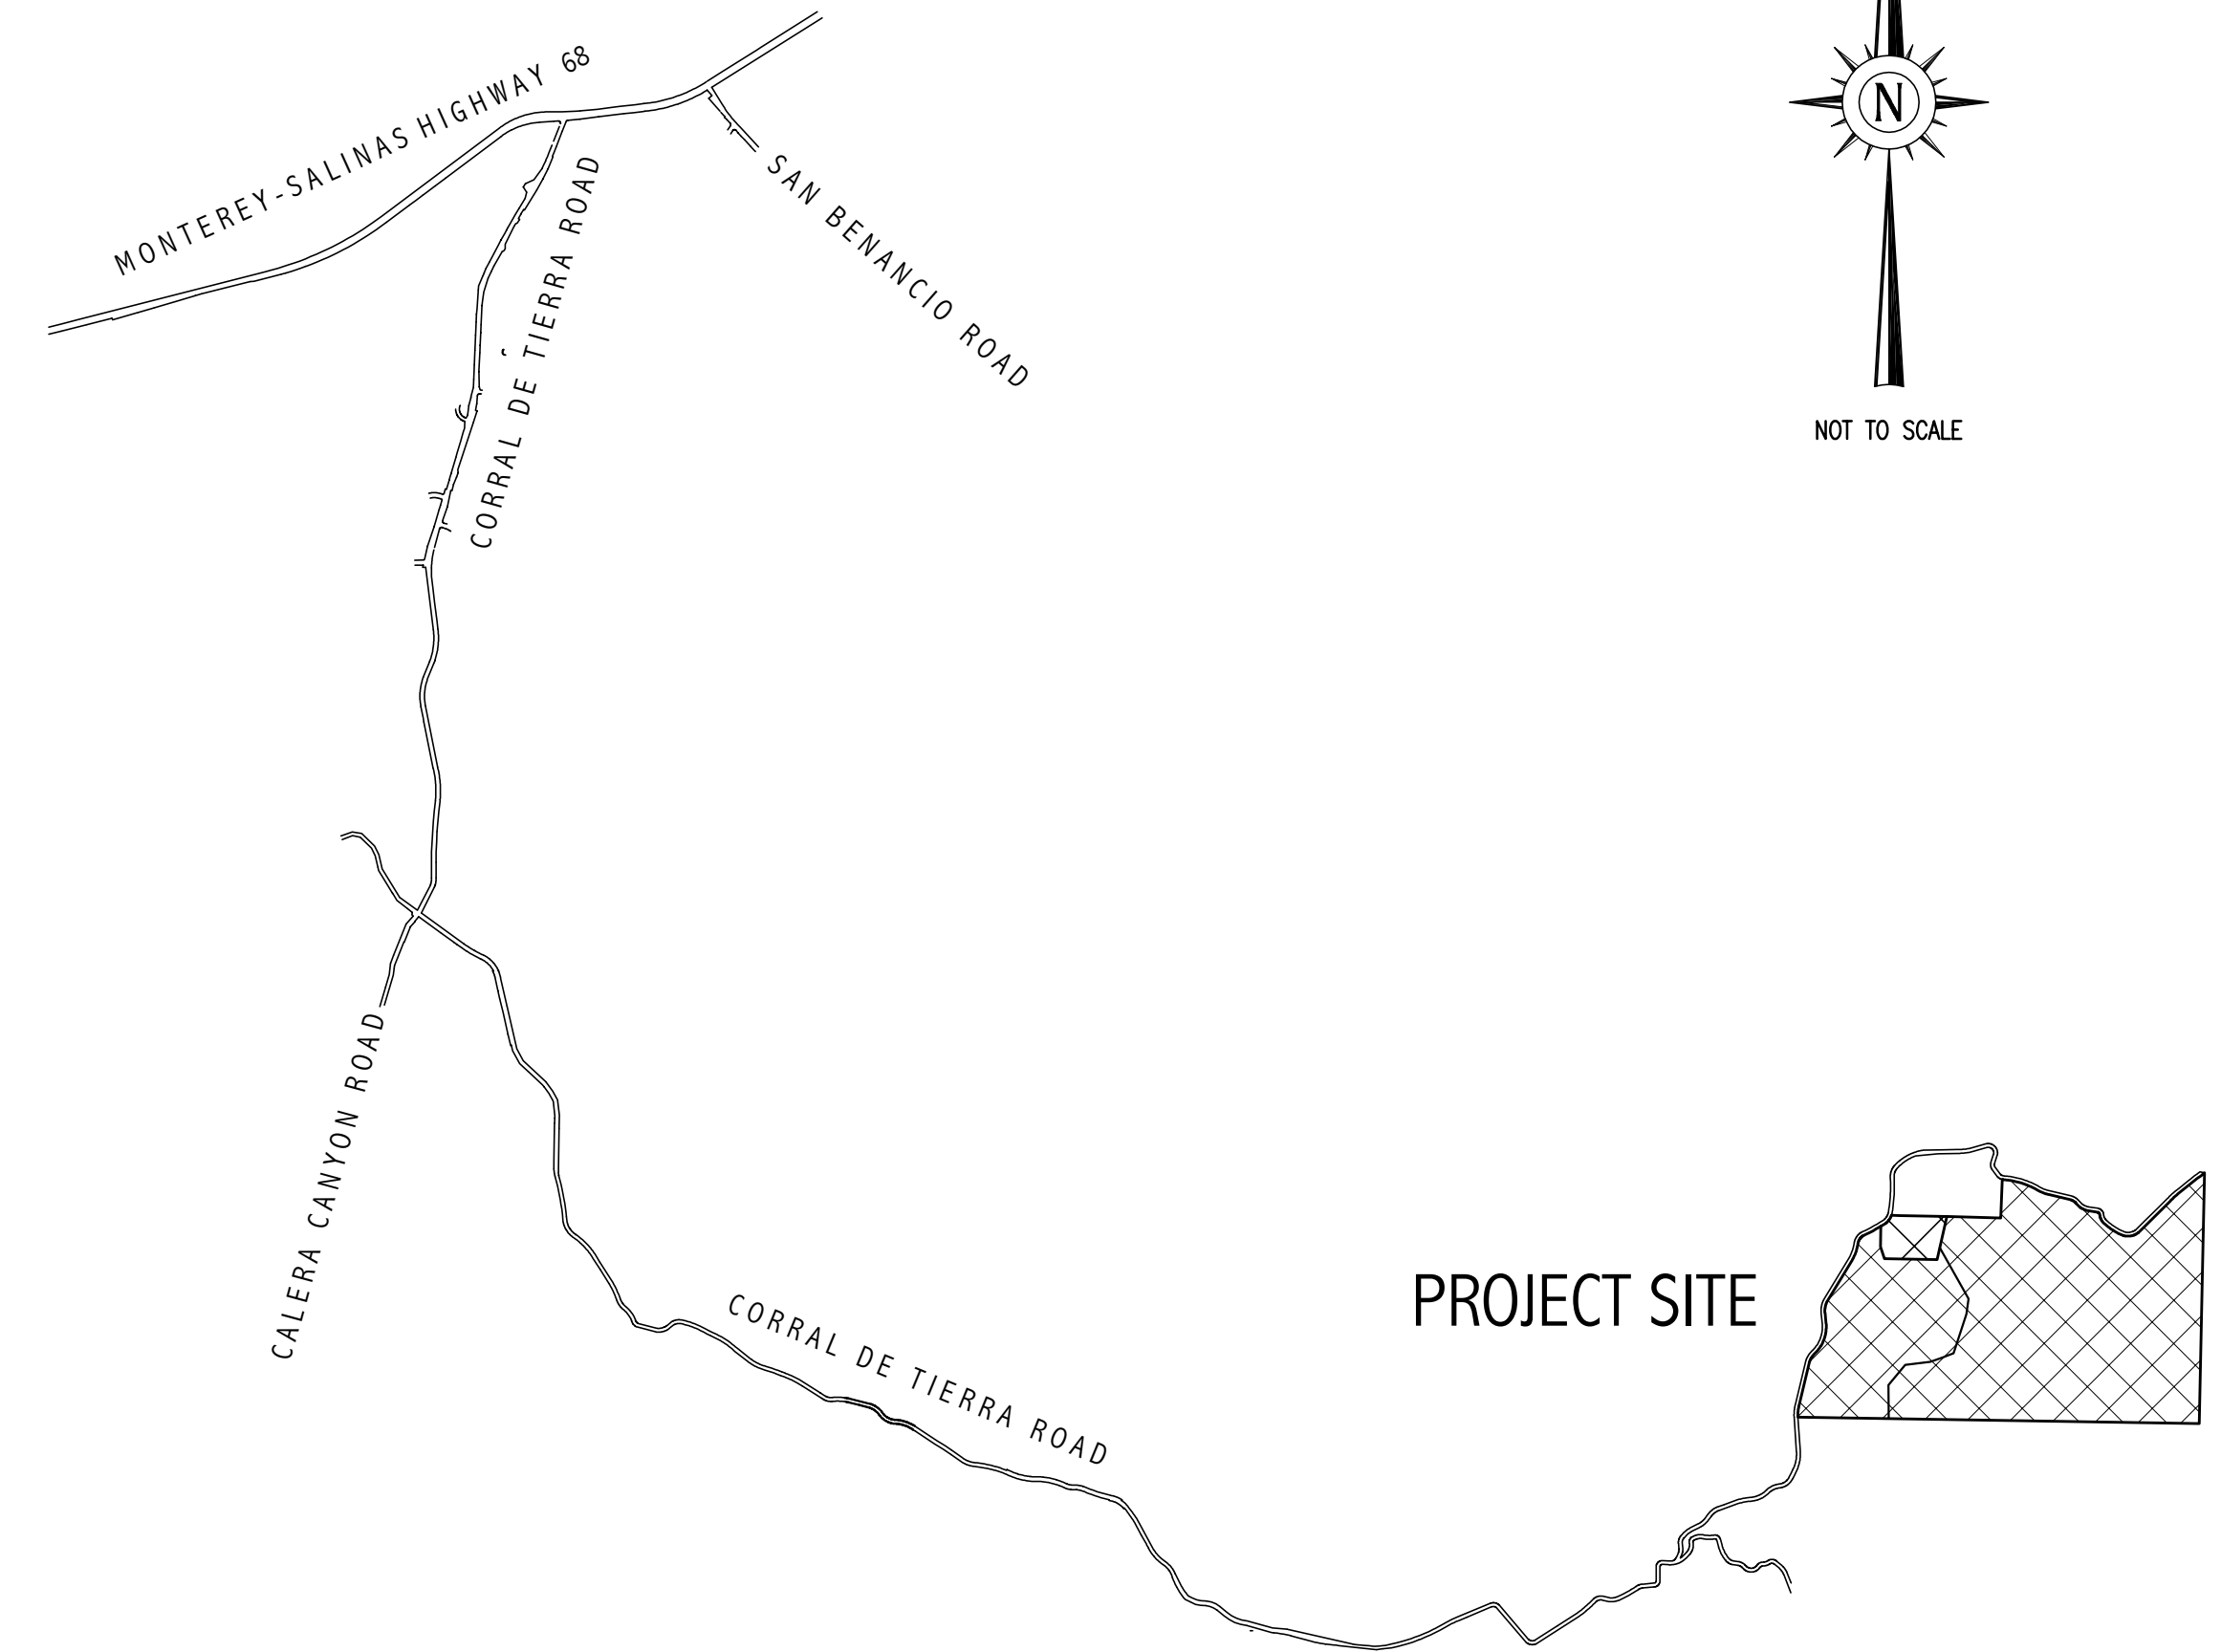 MONTEREY-SALINAS HIGHWAY 68
N
CORRAL DE TIERRA ROAD
SAN BENANCIO ROAD
NOT TO SCALE
CALERA CANYON ROAD
CORRAL DE TIERRA ROAD
PROJECT SITE